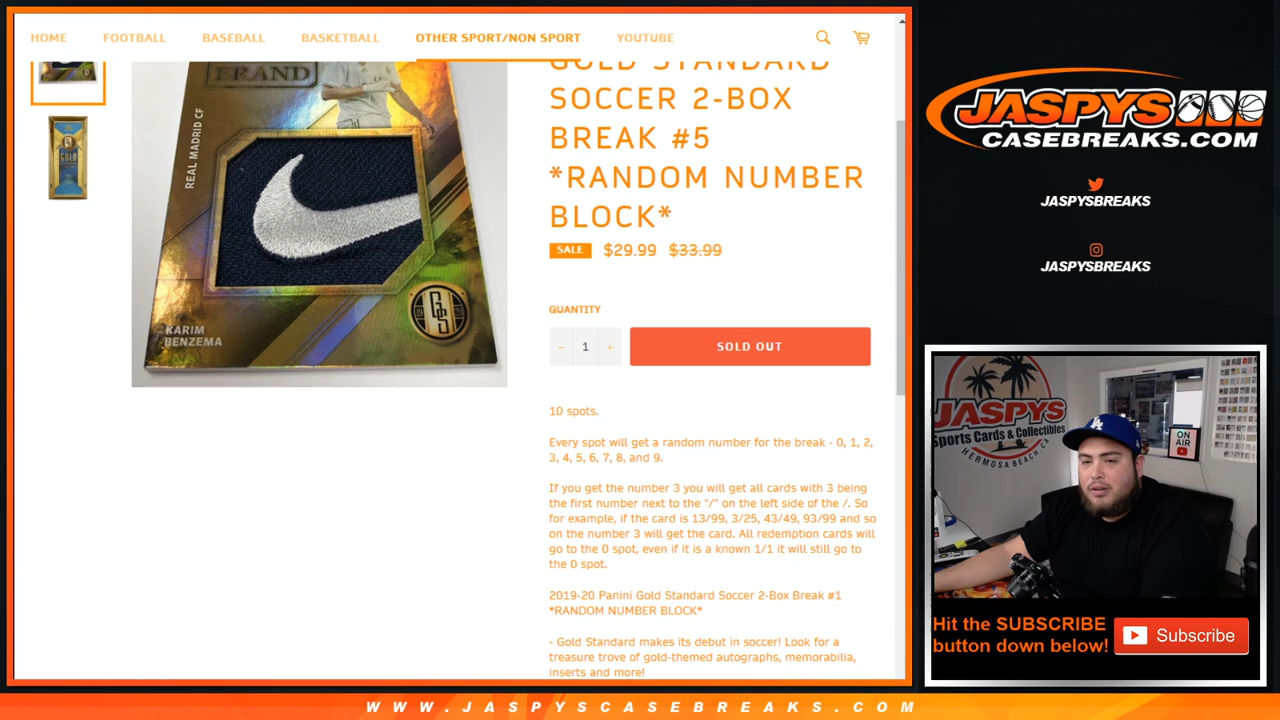 HOME FOOTBALL BASEBALL BASKETBALL OTHER SPORT/NON SPORT YOUTUBE
GOLD STANDARD
SOCCER 2-BOX
BREAK #5
*RANDOM NUMBER
BLOCK*
SALE $29.99 $33.99
QUANTITY
− 1 +
SOLD OUT
10 spots.
Every spot will get a random number for the break - 0, 1, 2,
3, 4, 5, 6, 7, 8, and 9.
If you get the number 3 you will get all cards with 3 being
the first number next to the "/" on the left side of the /. So
for example, if the card is 13/99, 3/25, 43/49, 93/99 and so
on the number 3 will get the card. All redemption cards will
go to the 0 spot, even if it is a known 1/1 it will still go to
the 0 spot.
2019-20 Panini Gold Standard Soccer 2-Box Break #1
*RANDOM NUMBER BLOCK*
- Gold Standard makes its debut in soccer! Look for a
treasure trove of gold-themed autographs, memorabilia,
inserts and more!
BRAND
REAL MADRID CF
KARIM
BENZEMA
GS
JASPYS
CASEBREAKS.COM
JASPYSBREAKS
JASPYSBREAKS
JASPYS
Sports Cards & Collectibles
HERMOSA BEACH, CA
ON
AIR
LA
Hit the SUBSCRIBE
button down below!
Subscribe
WWW.JASPYSCASEBREAKS.COM